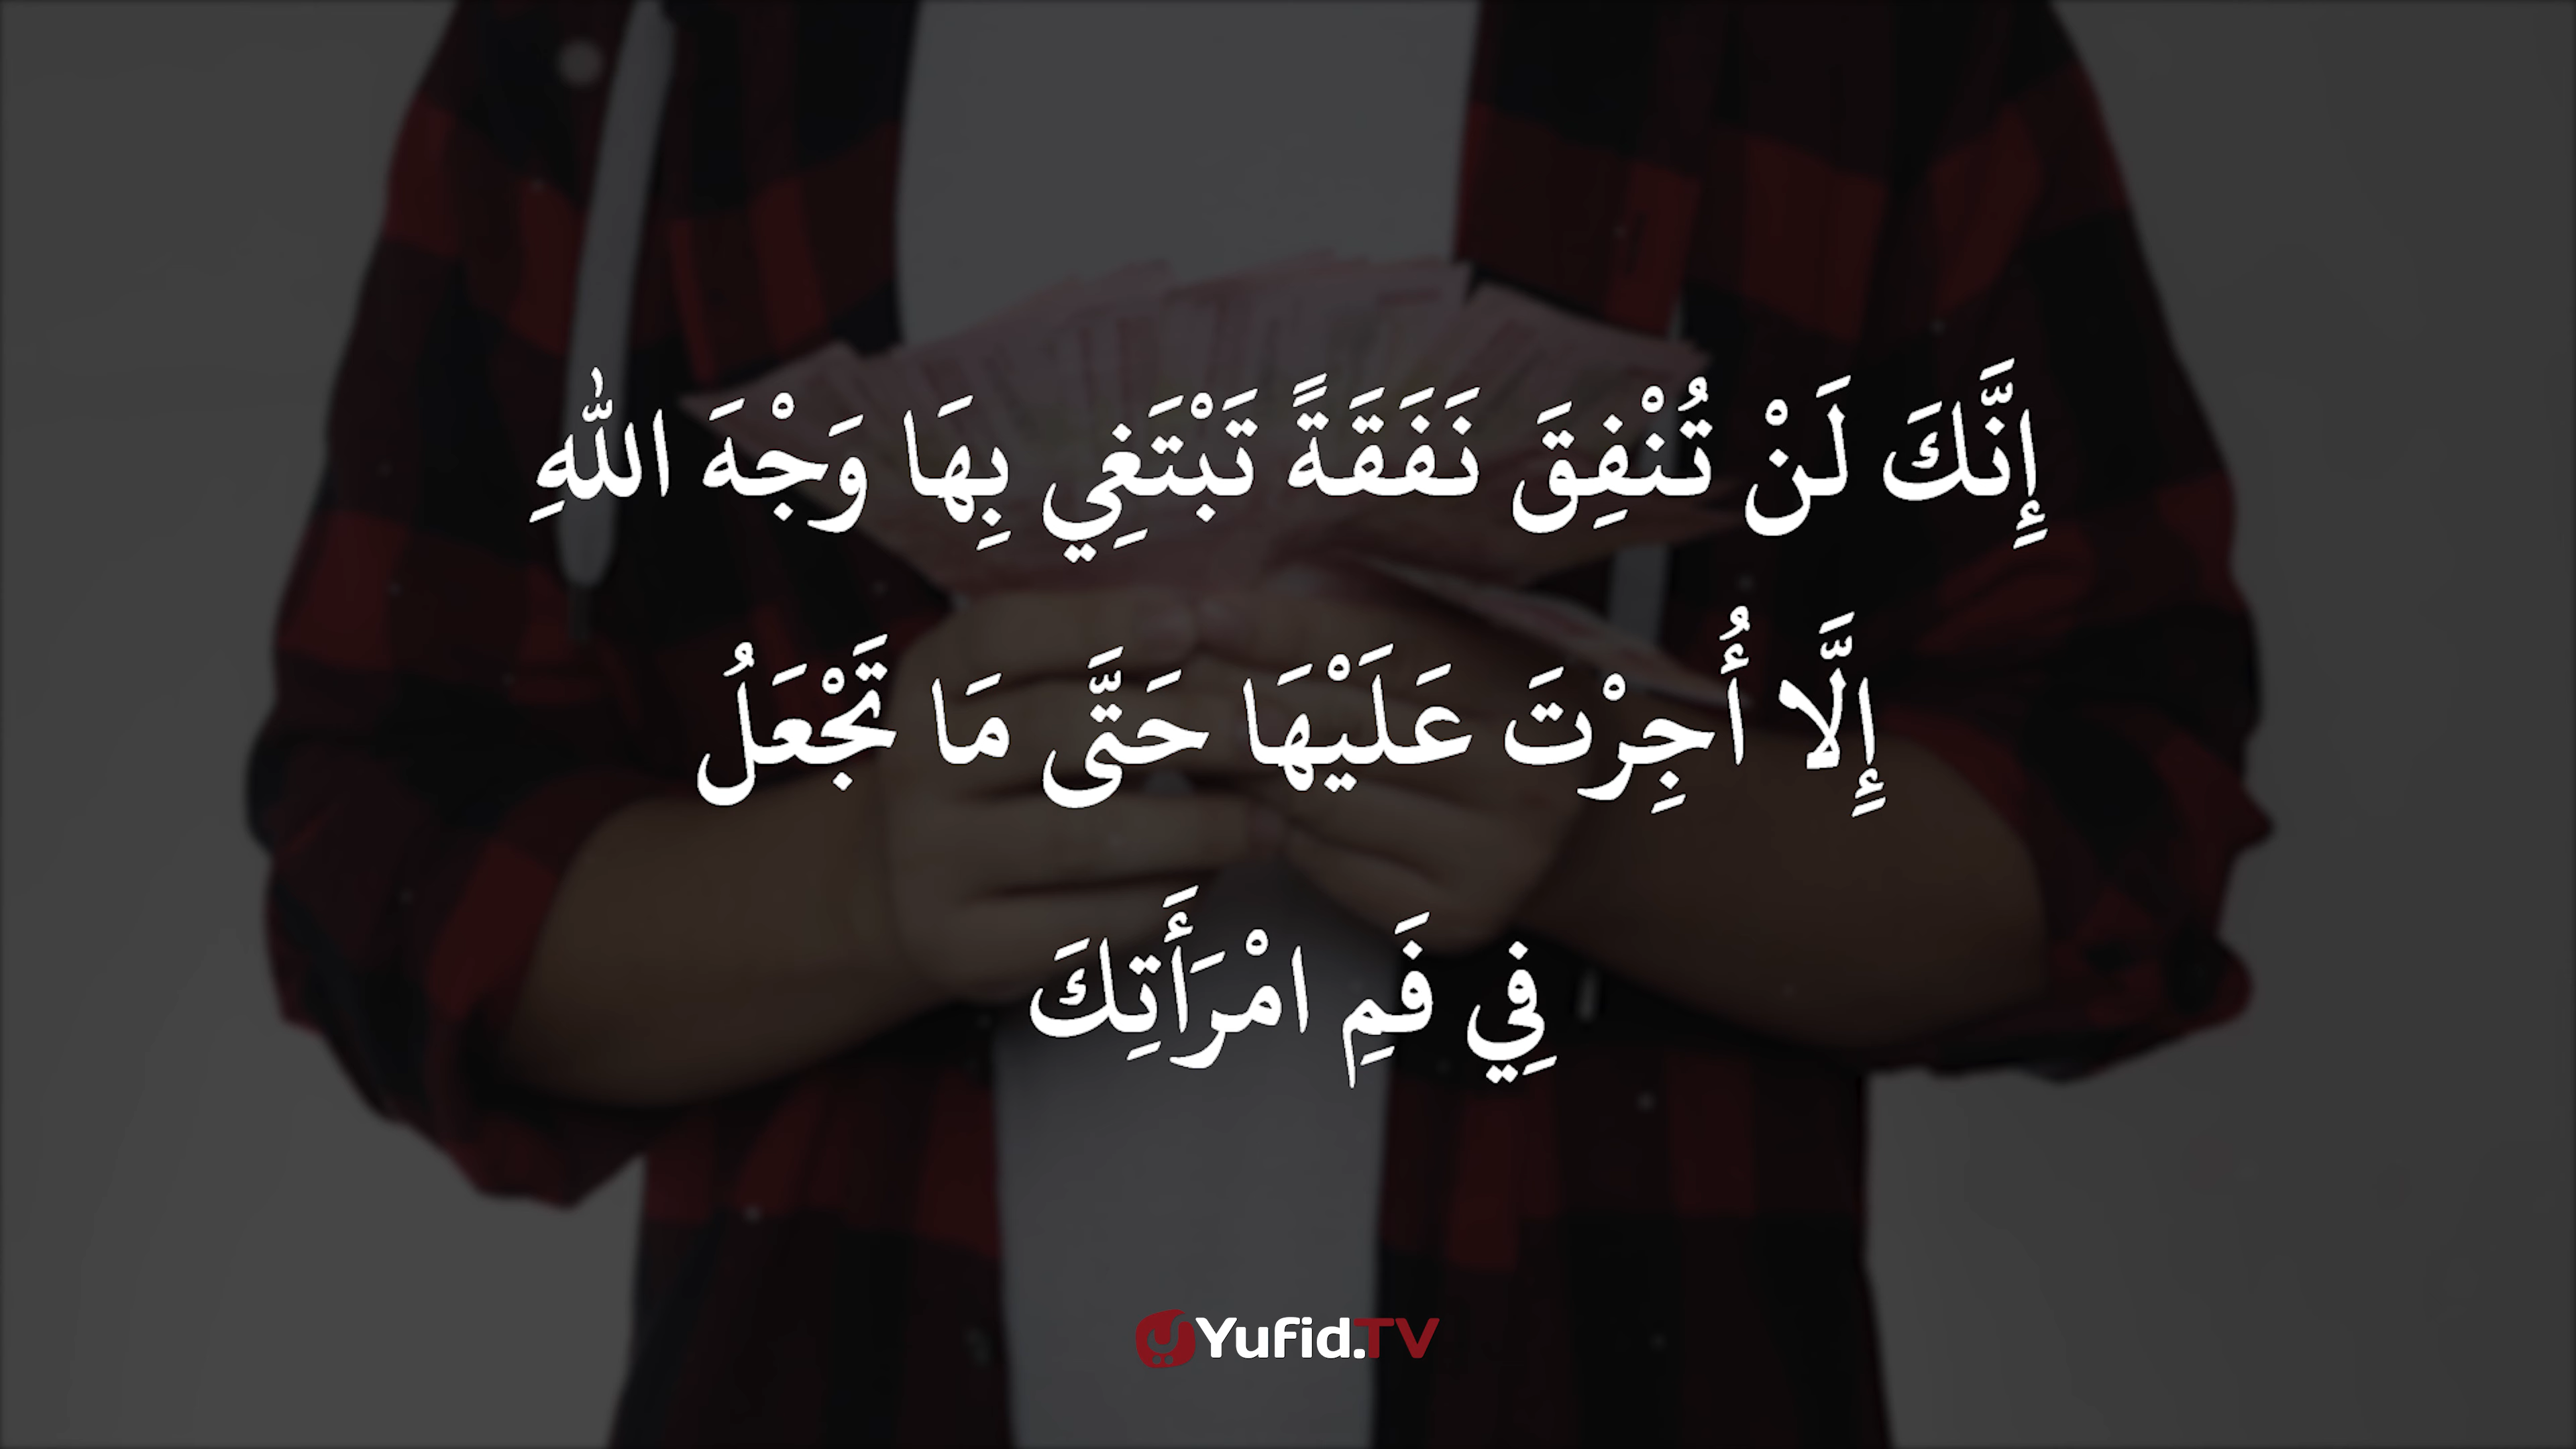 إِنَّكَ لَنْ تُنْفِقَ نَفَقَةً تَبْتَغِي بِهَا وَجْهَ اللهِ
إِلَّا أُجِرْتَ عَلَيْهَا حَتَّى مَا تَجْعَلُ
فِي فَمِ امْرَأَتِكَ
Yufid.TV